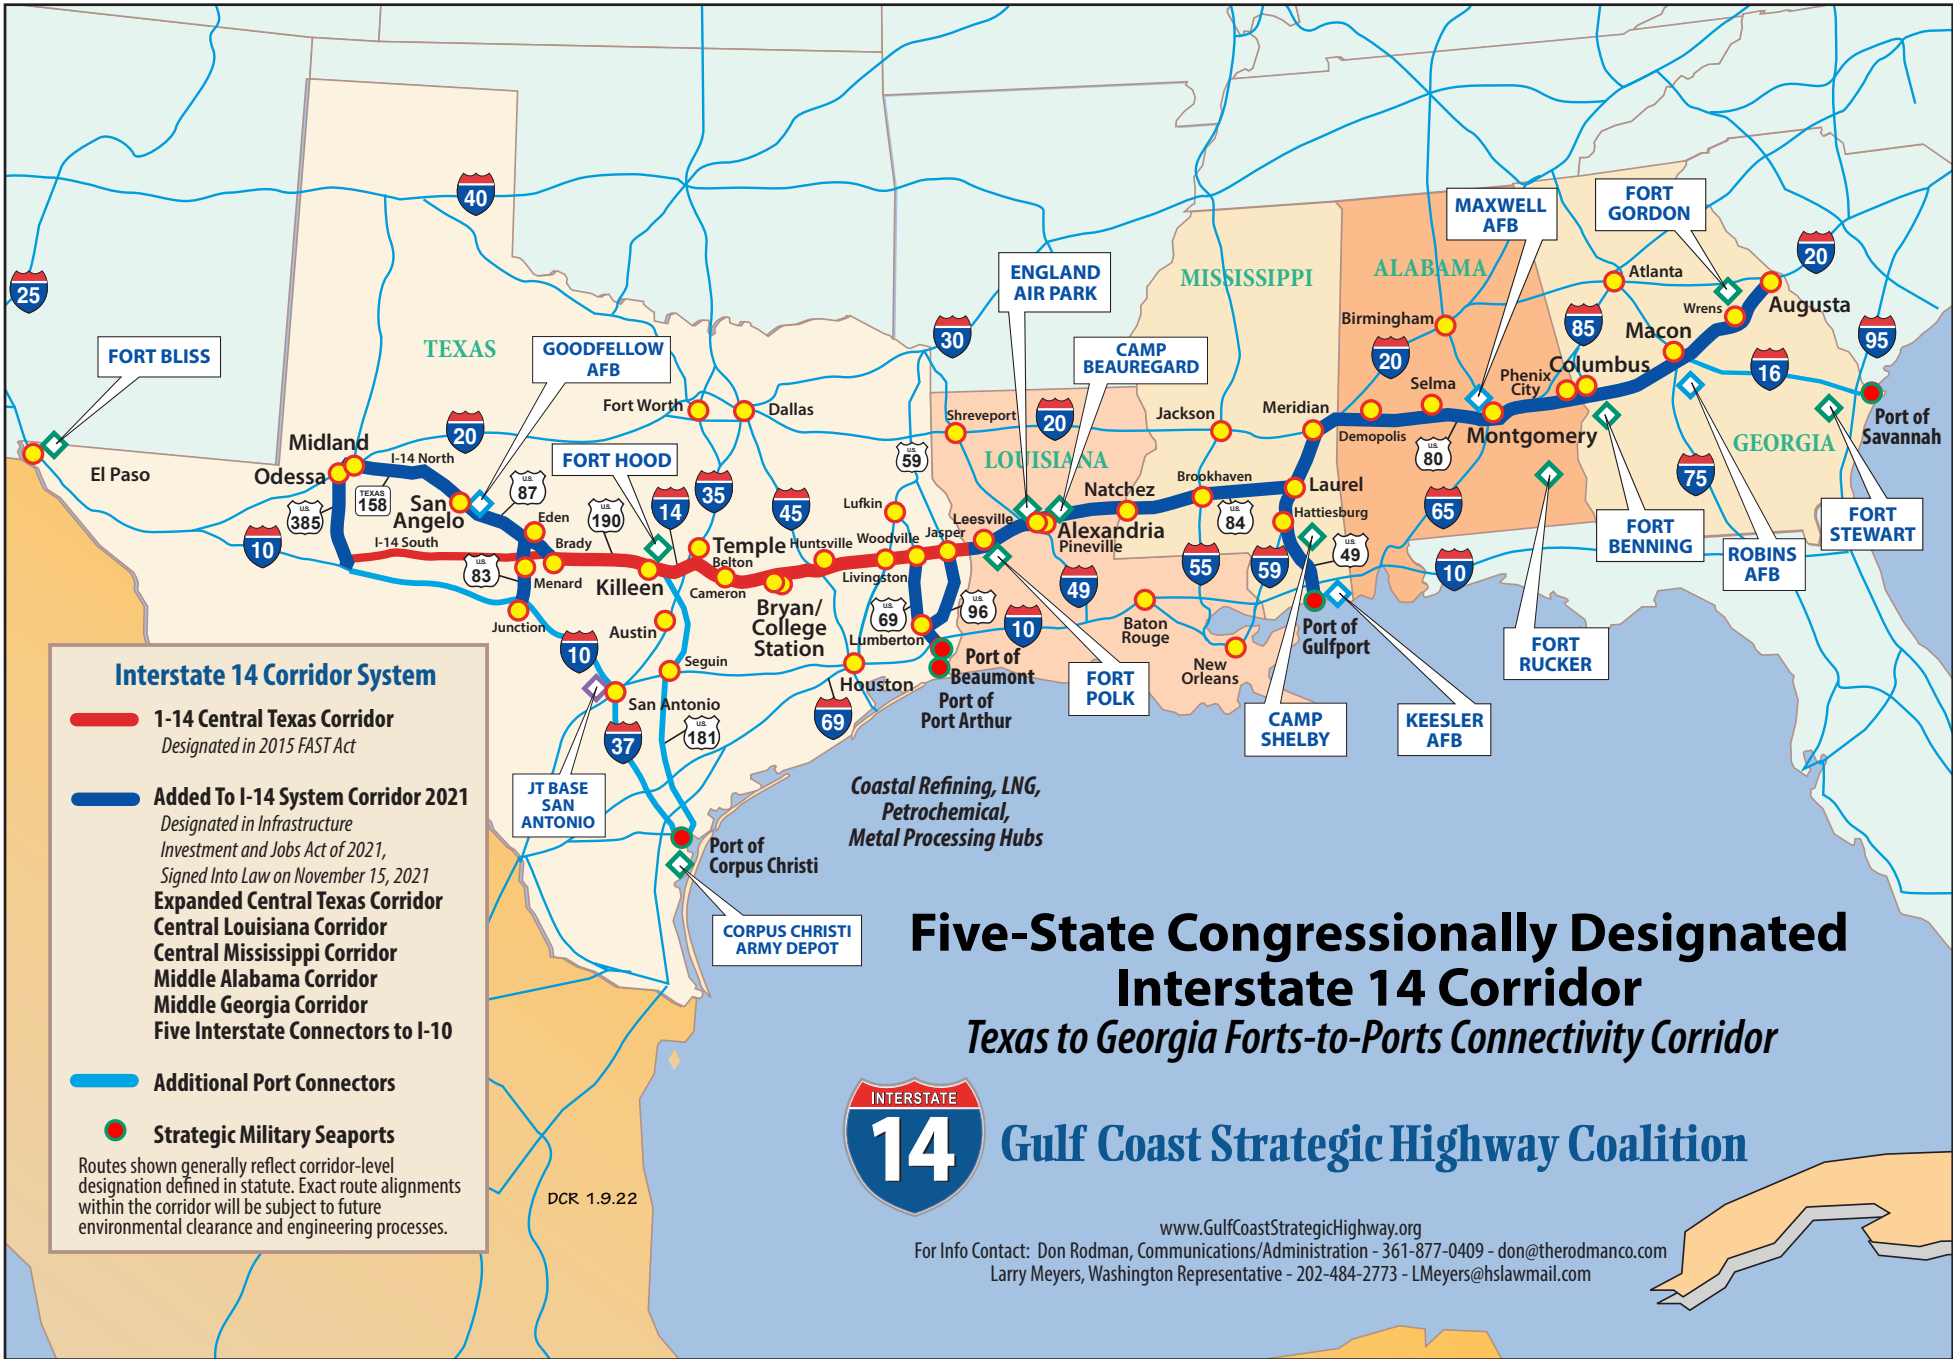 40
25
30
20
95
16
85
20
20
20
10
14
35
45
75
65
10
55
59
49
10
10
37
69
U.S. 385
TEXAS 158
U.S. 87
U.S. 190
U.S. 83
U.S. 59
U.S. 69
U.S. 96
U.S. 84
U.S. 80
U.S. 49
U.S. 181
TEXAS
LOUISIANA
MISSISSIPPI
ALABAMA
GEORGIA
FORT BLISS
GOODFELLOW
AFB
FORT HOOD
ENGLAND
AIR PARK
CAMP
BEAUREGARD
MAXWELL
AFB
FORT
GORDON
FORT
STEWART
ROBINS
AFB
FORT
BENNING
FORT
RUCKER
KEESLER
AFB
CAMP
SHELBY
FORT
POLK
JT BASE
SAN
ANTONIO
CORPUS CHRISTI
ARMY DEPOT
El Paso
Midland
Odessa
I-14 North
I-14 South
San
Angelo
Eden
Brady
Menard
Junction
Fort Worth
Dallas
Killeen
Temple
Belton
Cameron
Bryan/
College
Station
Austin
Seguin
San Antonio
Huntsville
Livingston
Woodville
Lufkin
Jasper
Lumberton
Houston
Port of
Beaumont
Port of
Port Arthur
Port of
Corpus Christi
Shreveport
Leesville
Alexandria
Pineville
Natchez
Baton
Rouge
New
Orleans
Jackson
Brookhaven
Meridian
Laurel
Hattiesburg
Port of
Gulfport
Birmingham
Demopolis
Selma
Montgomery
Phenix
City
Columbus
Macon
Atlanta
Wrens
Augusta
Port of
Savannah
Coastal Refining, LNG,
Petrochemical,
Metal Processing Hubs
Interstate 14 Corridor System
1-14 Central Texas Corridor
Designated in 2015 FAST Act
Added To I-14 System Corridor 2021
Designated in Infrastructure
Investment and Jobs Act of 2021,
Signed Into Law on November 15, 2021
Expanded Central Texas Corridor
Central Louisiana Corridor
Central Mississippi Corridor
Middle Alabama Corridor
Middle Georgia Corridor
Five Interstate Connectors to I-10
Additional Port Connectors
Strategic Military Seaports
Routes shown generally reflect corridor-level
designation defined in statute. Exact route alignments
within the corridor will be subject to future
environmental clearance and engineering processes.
DCR 1.9.22
Five-State Congressionally Designated
Interstate 14 Corridor
Texas to Georgia Forts-to-Ports Connectivity Corridor
INTERSTATE
14
Gulf Coast Strategic Highway Coalition
www.GulfCoastStrategicHighway.org
For Info Contact: Don Rodman, Communications/Administration - 361-877-0409 - don@therodmanco.com
Larry Meyers, Washington Representative - 202-484-2773 - LMeyers@hslawmail.com